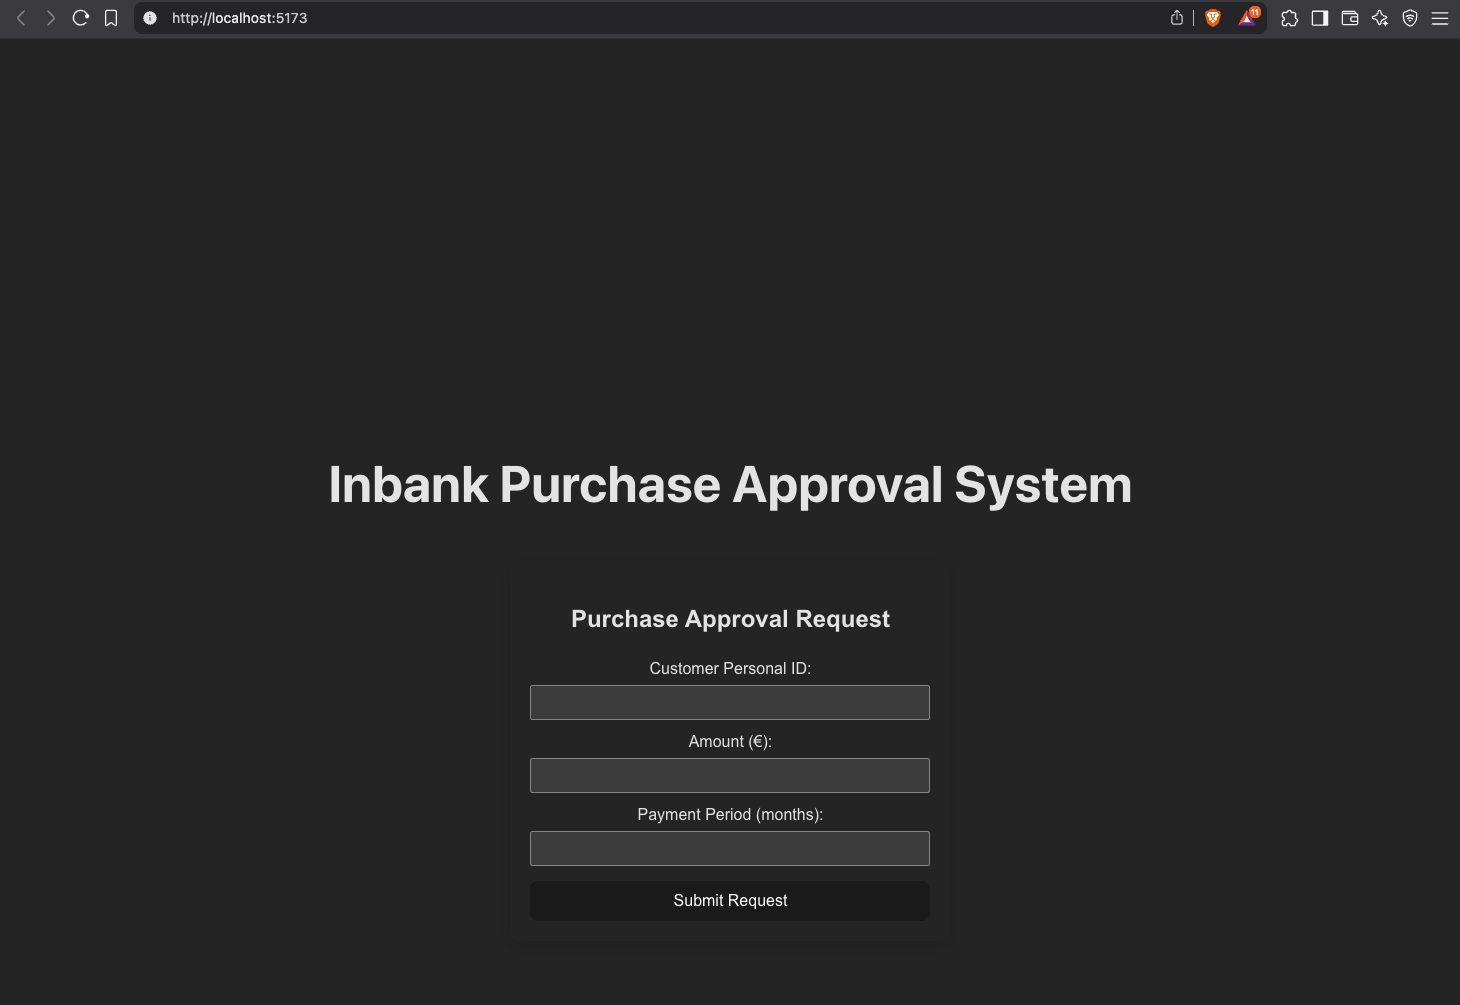 http://localhost:5173
11
Inbank Purchase Approval System
Purchase Approval Request
Customer Personal ID:
Amount (€):
Payment Period (months):
Submit Request